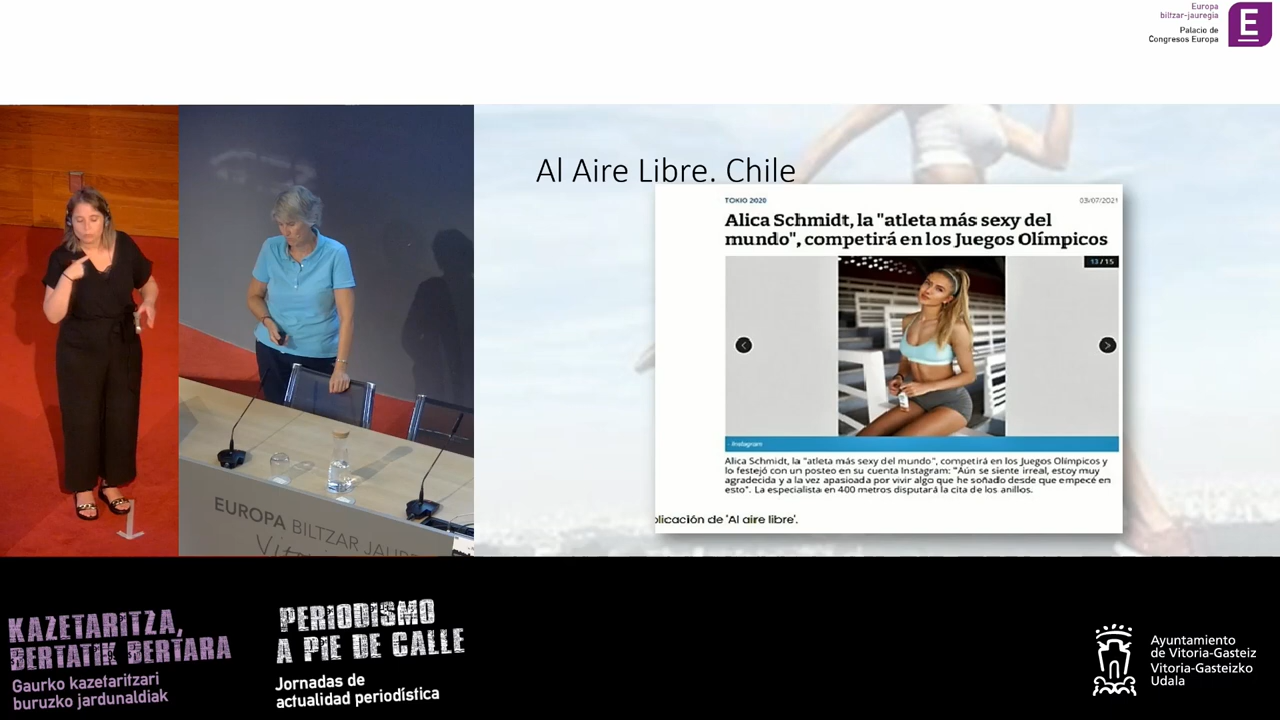 Europa
biltzar-jauregia
Palacio de
Congresos Europa
E
Al Aire Libre. Chile
TOKIO 2020
03/07/2021
Alica Schmidt, la "atleta más sexy del
mundo", competirá en los Juegos Olímpicos
13 / 15
- Instagram
Alica Schmidt, la "atleta más sexy del mundo", competirá en los Juegos Olímpicos y
lo festejó con un posteo en su cuenta Instagram: "Aún se siente irreal, estoy muy
agradecida y a la vez apasioada por vivir algo que he soñado desde que empecé en
esto". La especialista en 400 metros disputará la cita de los anillos.
plicación de 'Al aire libre'.
EUROPA BILTZAR JAURE
KAZETARITZA,
BERTATIK BERTARA
Gaurko kazetaritzari
buruzko jardunaldiak
PERIODISMO
A PIE DE CALLE
Jornadas de
actualidad periodística
Ayuntamiento
de Vitoria-Gasteiz
Vitoria-Gasteizko
Udala